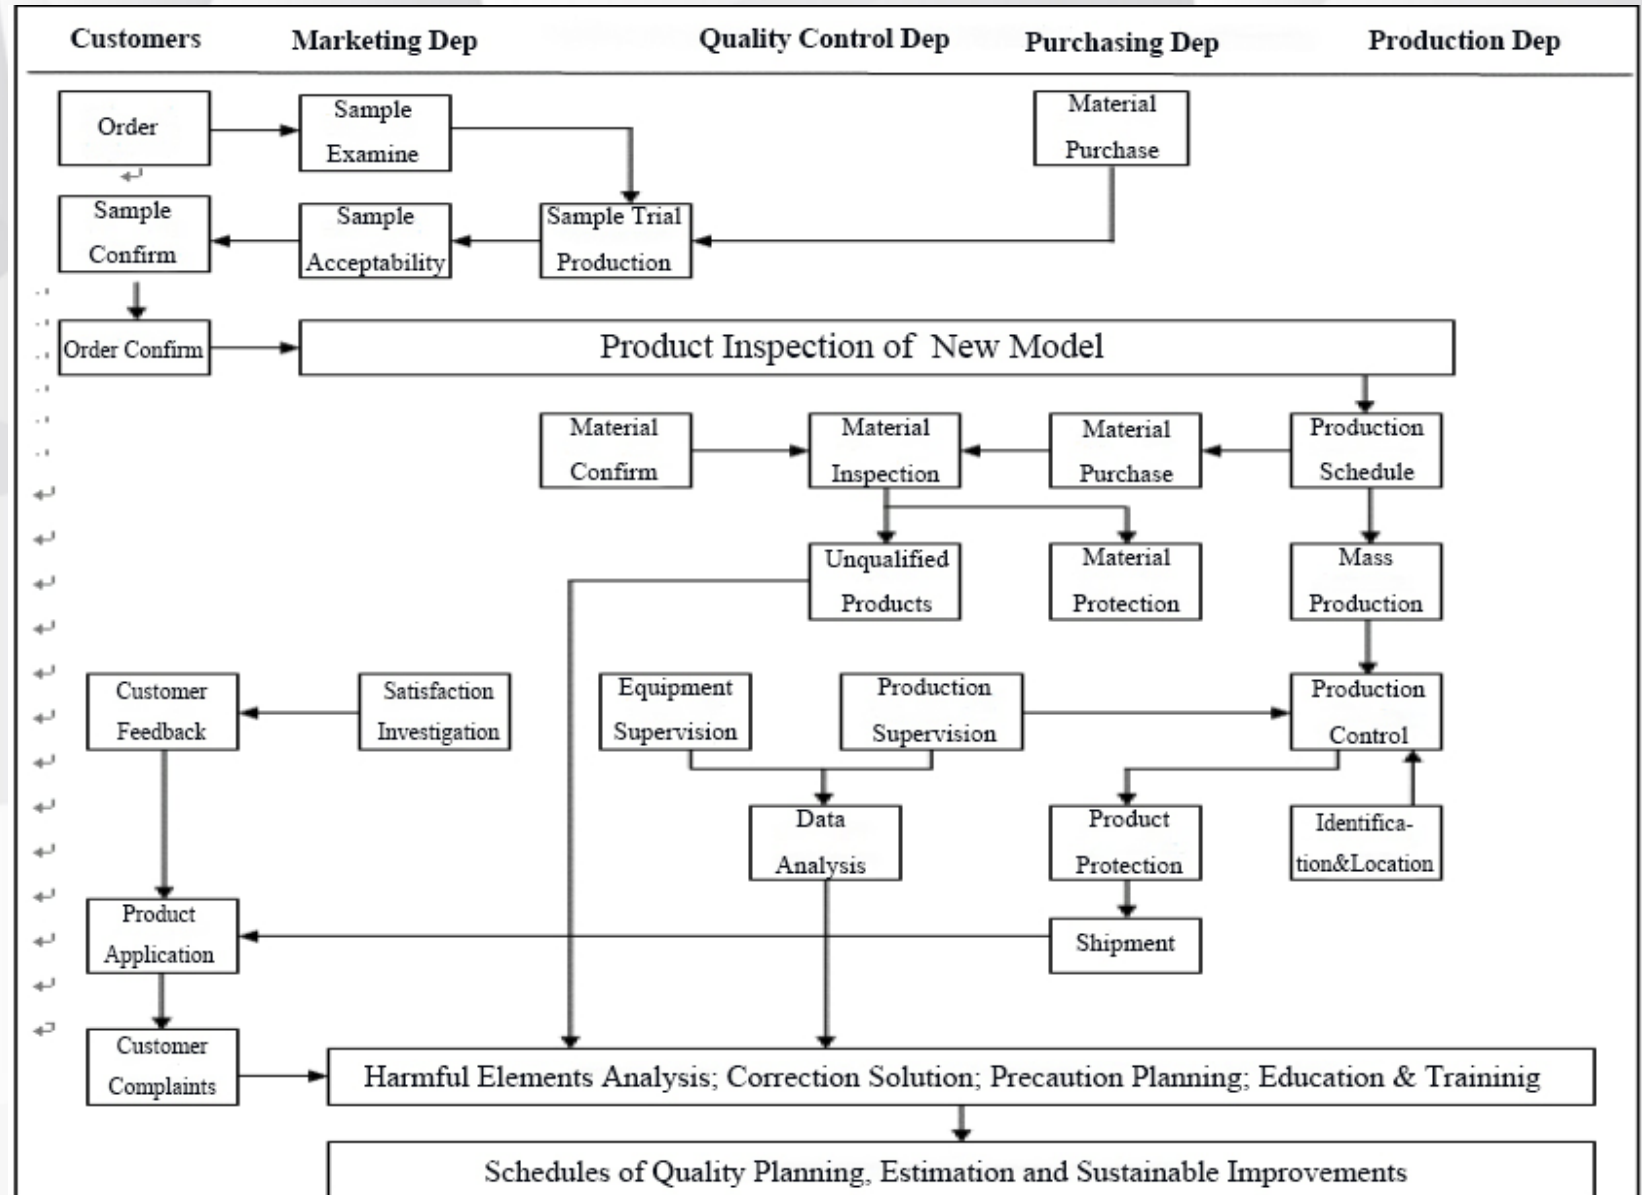 Customers
Marketing Dep
Quality Control Dep
Purchasing Dep
Production Dep
Order
Sample
Examine
Material
Purchase
Sample
Confirm
Sample
Acceptability
Sample Trial
Production
Order Confirm
Product Inspection of New Model
Material
Confirm
Material
Inspection
Material
Purchase
Production
Schedule
Unqualified
Products
Material
Protection
Mass
Production
Customer
Feedback
Satisfaction
Investigation
Equipment
Supervision
Production
Supervision
Production
Control
Data
Analysis
Product
Protection
Identifica-
tion&Location
Product
Application
Shipment
Customer
Complaints
Harmful Elements Analysis; Correction Solution; Precaution Planning; Education & Traininig
Schedules of Quality Planning, Estimation and Sustainable Improvements